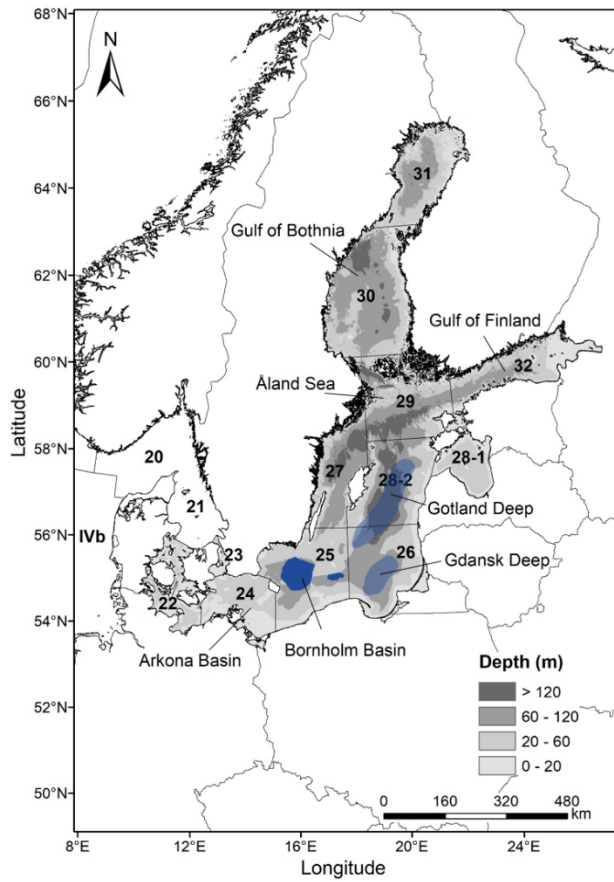 68°N
66°N
64°N
62°N
60°N
58°N
56°N
54°N
52°N
50°N
Latitude
N
31
Gulf of Bothnia
30
Gulf of Finland
32
Åland Sea
29
20
27
28-2
28-1
21
Gotland Deep
IVb
23
25
26
Gdansk Deep
22
24
Arkona Basin
Bornholm Basin
Depth (m)
> 120
60 - 120
20 - 60
0 - 20
0 160 320 480
km
8°E 12°E 16°E 20°E 24°E
Longitude